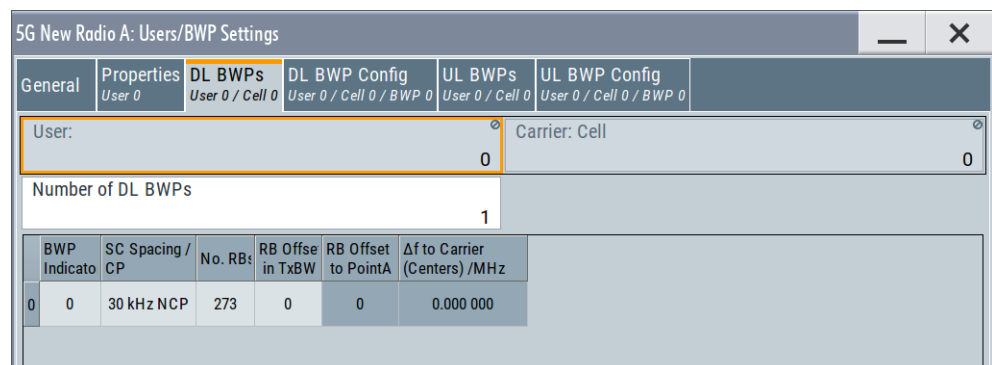 5G New Radio A: Users/BWP Settings
General
Properties
User 0
DL BWPs
User 0 / Cell 0
DL BWP Config
User 0 / Cell 0 / BWP 0
UL BWPs
User 0 / Cell 0
UL BWP Config
User 0 / Cell 0 / BWP 0
User:
0
Carrier: Cell
0
Number of DL BWPs
1
BWP
Indicato
SC Spacing /
CP
No. RBs
RB Offse
in TxBW
RB Offset
to PointA
Δf to Carrier
(Centers) /MHz
0 0 30 kHz NCP 273 0 0 0.000 000